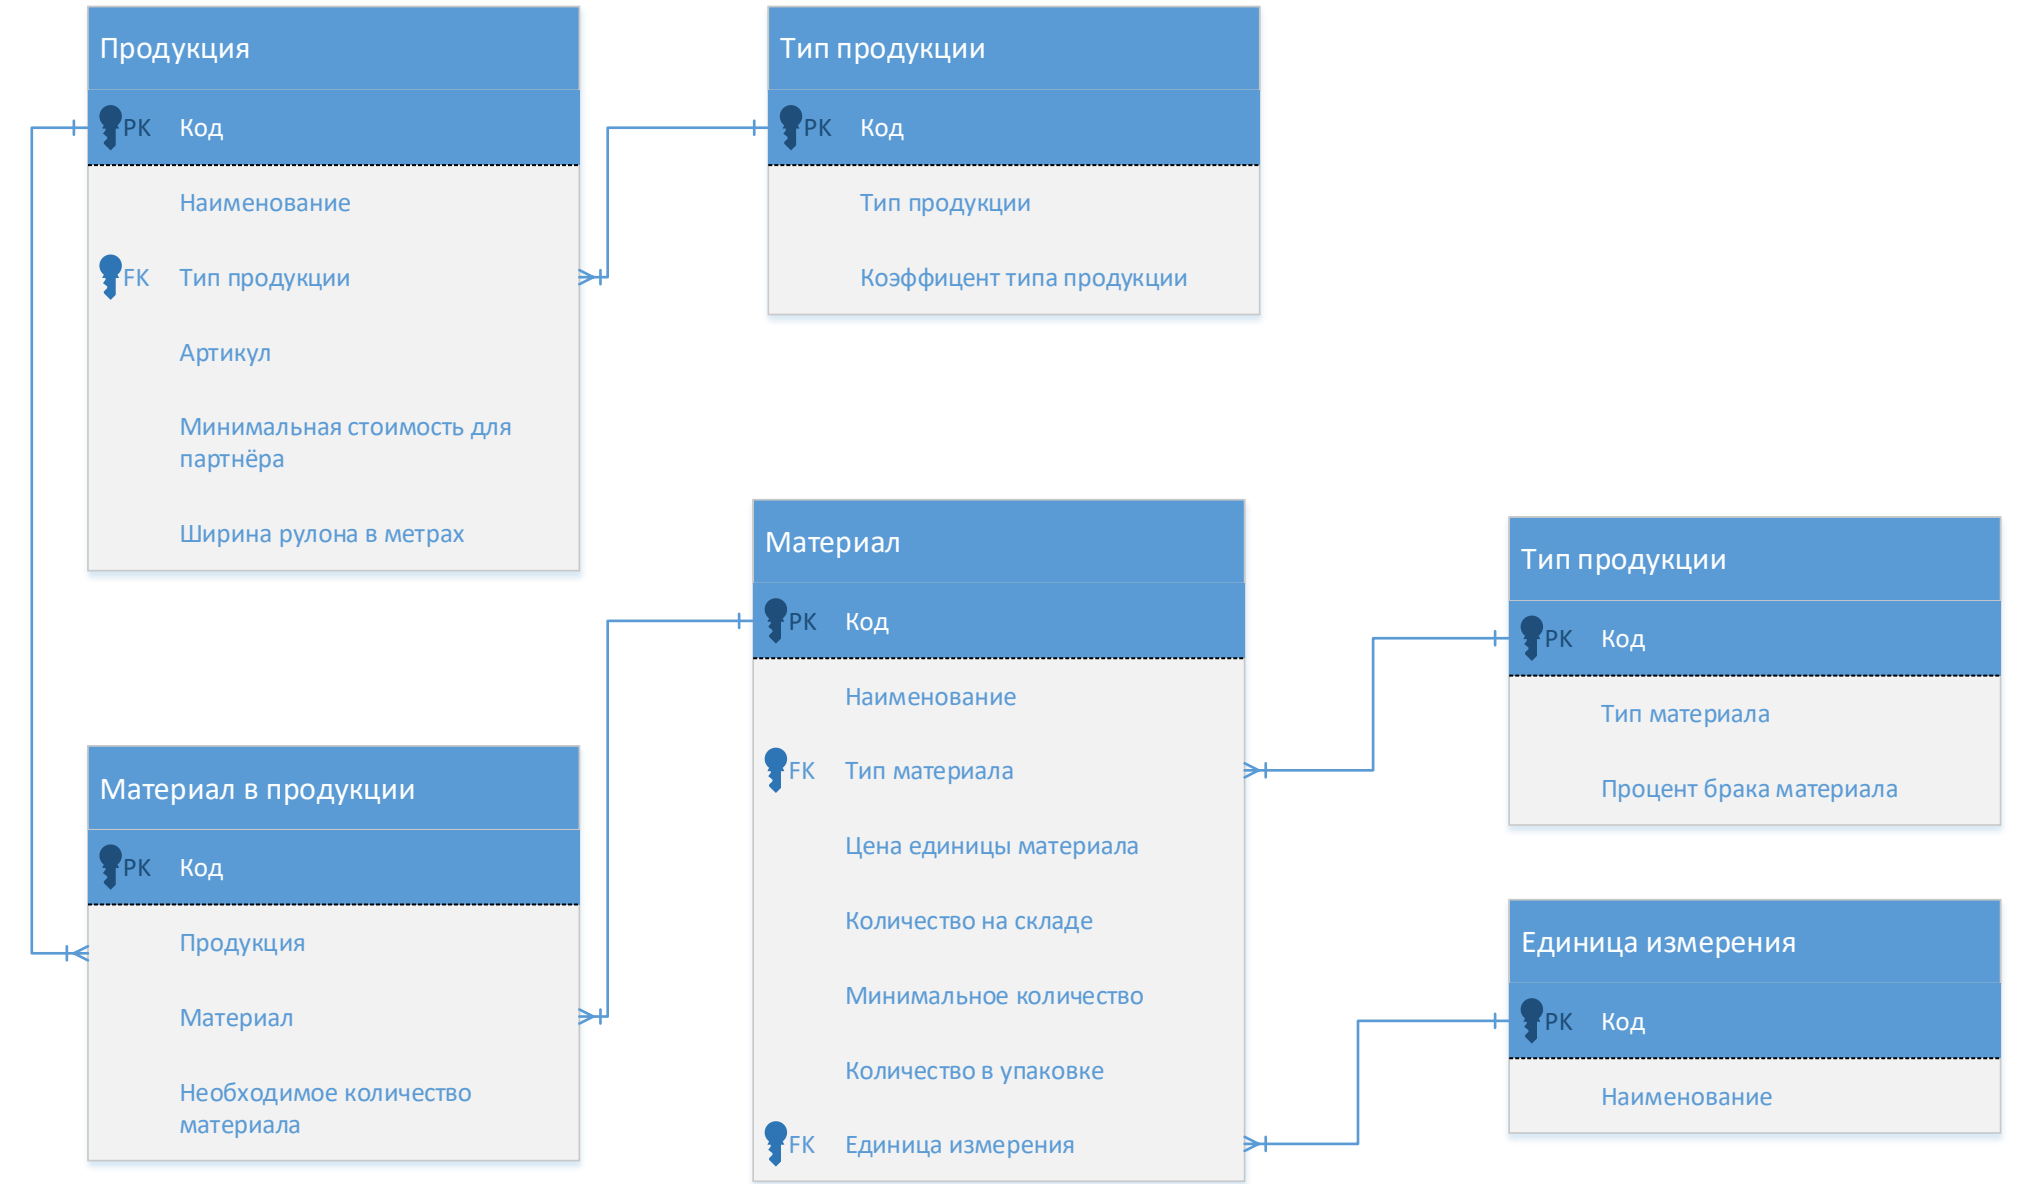 Продукция
PK Код
Наименование
FK Тип продукции
Артикул
Минимальная стоимость для
партнёра
Ширина рулона в метрах
Тип продукции
PK Код
Тип продукции
Коэффицент типа продукции
Материал
PK Код
Наименование
FK Тип материала
Цена единицы материала
Количество на складе
Минимальное количество
Количество в упаковке
FK Единица измерения
Тип продукции
PK Код
Тип материала
Процент брака материала
Материал в продукции
PK Код
Продукция
Материал
Необходимое количество
материала
Единица измерения
PK Код
Наименование